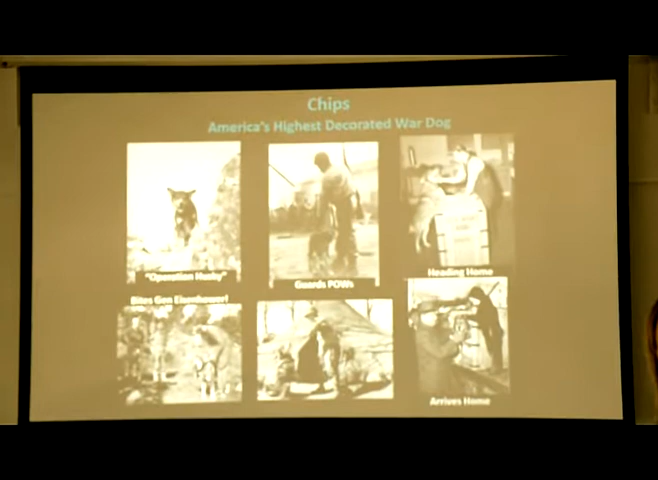 Chips
America's Highest Decorated War Dog
"Operation Husky"
Guards POWs
Heading Home
Bites Gen Eisenhower!
Arrives Home